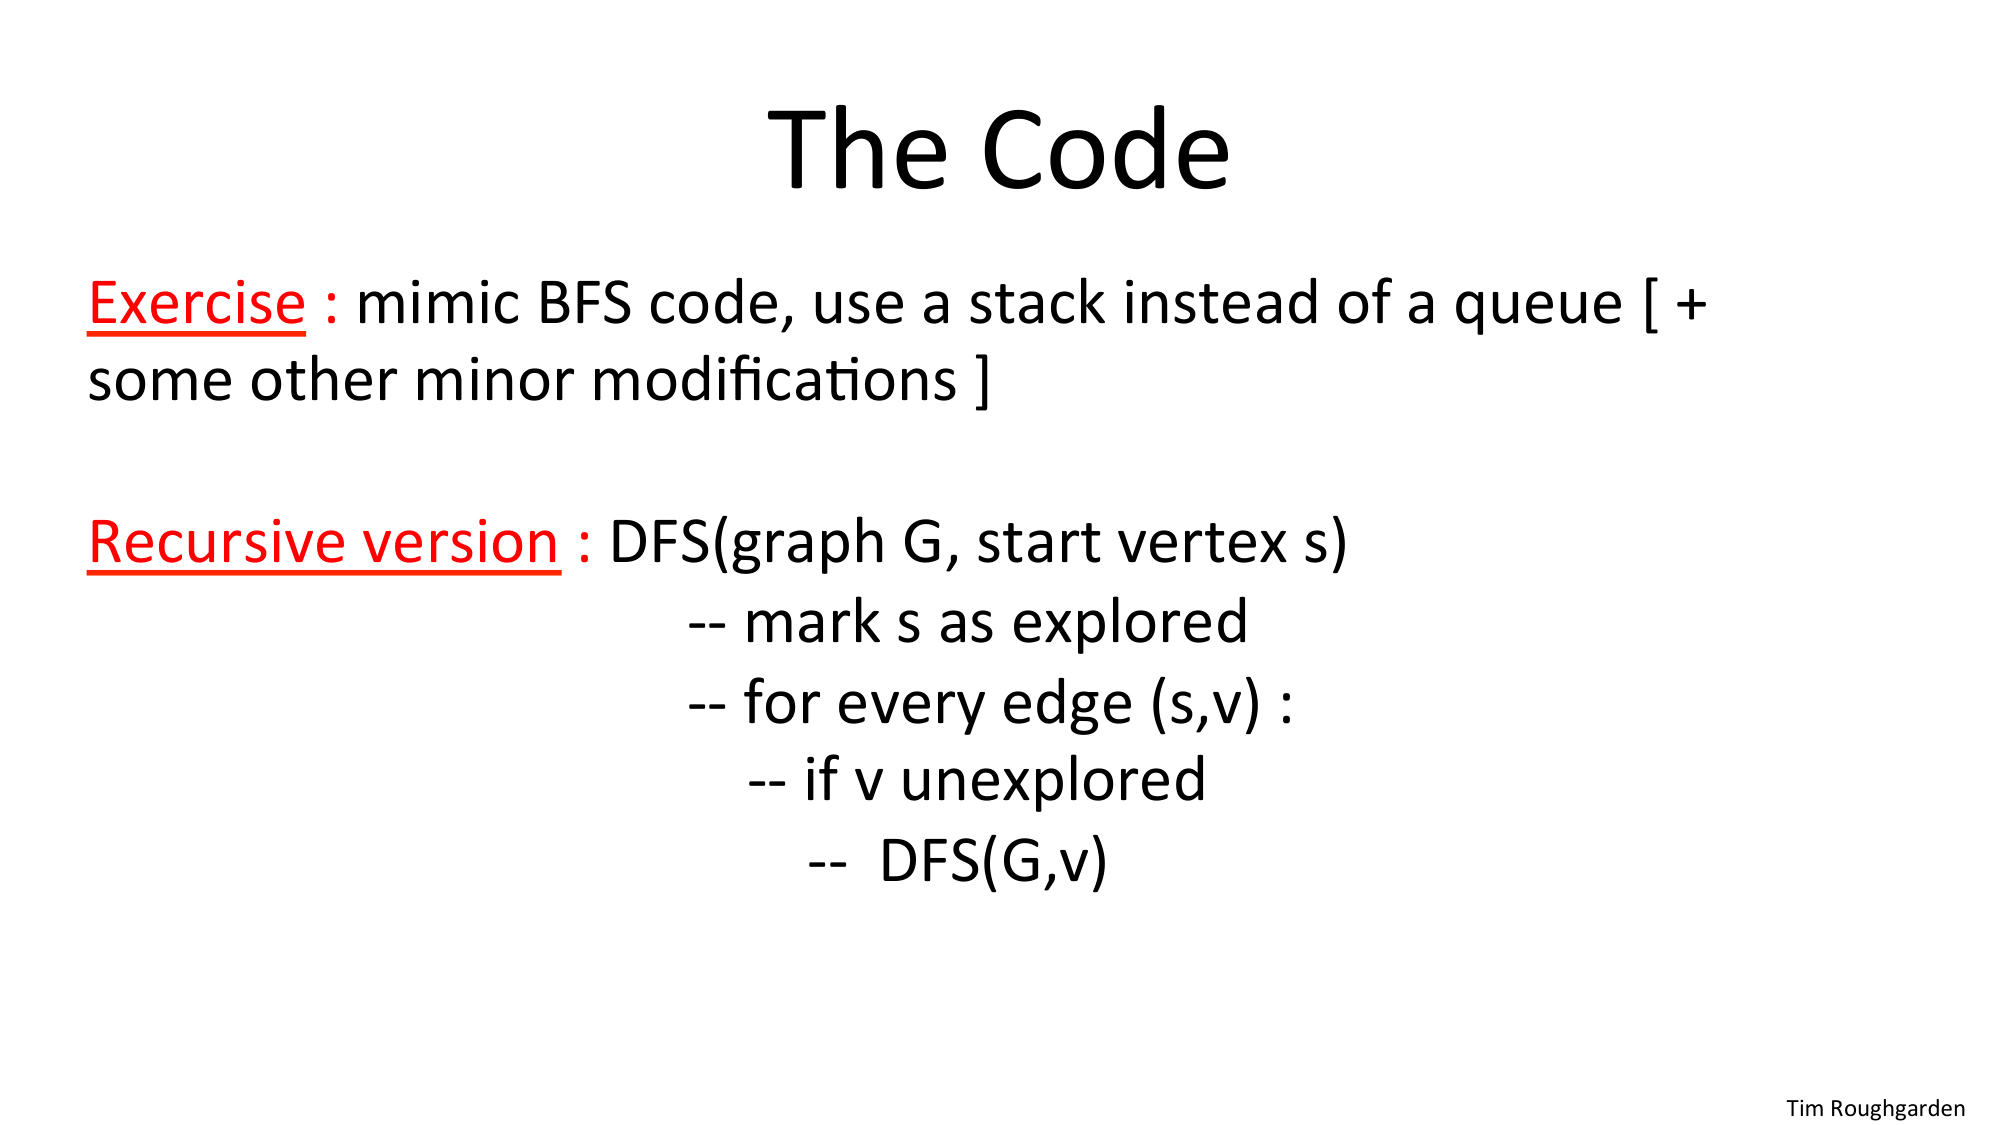 The Code
Exercise : mimic BFS code, use a stack instead of a queue [ +
some other minor modifications ]
Recursive version : DFS(graph G, start vertex s)
-- mark s as explored
-- for every edge (s,v) :
-- if v unexplored
-- DFS(G,v)
Tim Roughgarden